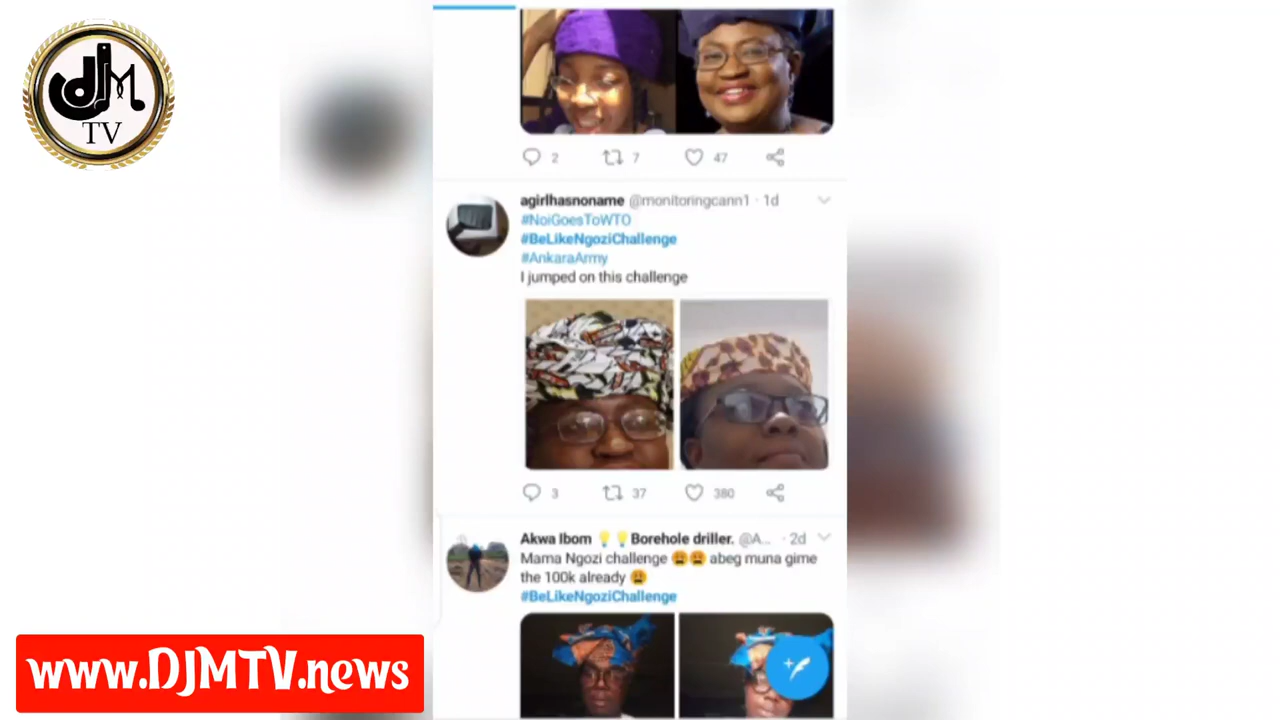 dJM
TV
2 7 47
agirlhasnoname @monitoringcann1 · 1d
#NoiGoesToWTO
#BeLikeNgoziChallenge
#AnkaraArmy
I jumped on this challenge
3 37 380
Akwa Ibom 💡💡Borehole driller. @A... · 2d
Mama Ngozi challenge 😩😩 abeg muna gime
the 100k already 😩
#BeLikeNgoziChallenge
www.DJMTV.news